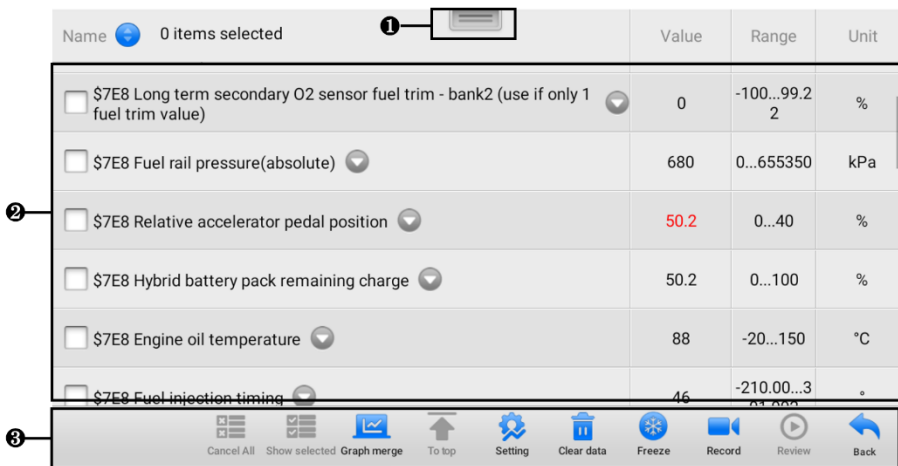 ❶
Name 0 items selected Value Range Unit
$7E8 Long term secondary O2 sensor fuel trim - bank2 (use if only 1
fuel trim value)
0
-100...99.2
2
%
$7E8 Fuel rail pressure(absolute) 680 0...655350 kPa
❷
$7E8 Relative accelerator pedal position 50.2 0...40 %
$7E8 Hybrid battery pack remaining charge 50.2 0...100 %
$7E8 Engine oil temperature 88 -20...150 °C
$7E8 Fuel injection timing 46 -210.00...3 °
❸
Cancel All Show selected Graph merge To top Setting Clear data Freeze Record Review Back